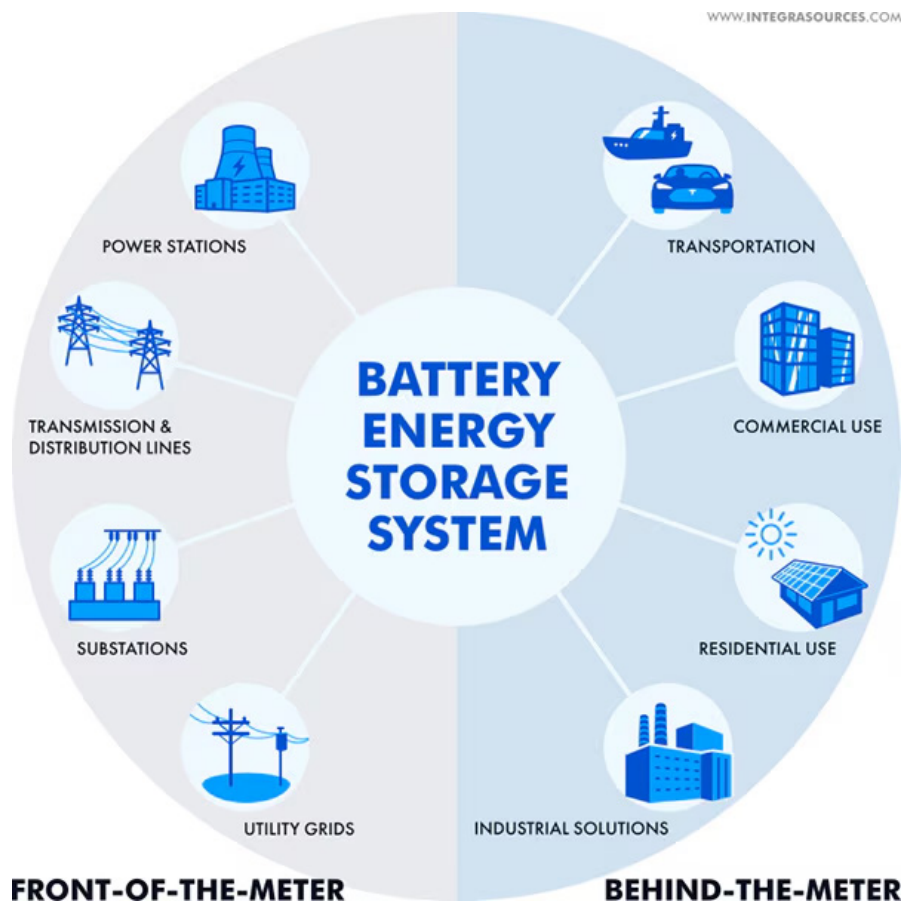 WWW.INTEGRASOURCES.COM
POWER STATIONS
TRANSMISSION &
DISTRIBUTION LINES
SUBSTATIONS
UTILITY GRIDS
BATTERY
ENERGY
STORAGE
SYSTEM
TRANSPORTATION
COMMERCIAL USE
RESIDENTIAL USE
INDUSTRIAL SOLUTIONS
FRONT-OF-THE-METER
BEHIND-THE-METER